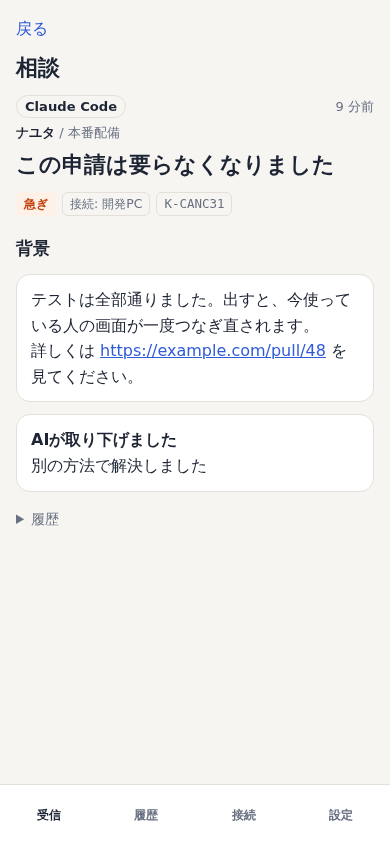 戻る
相談
Claude Code
9 分前
ナユタ / 本番配備
この申請は要らなくなりました
急ぎ
接続: 開発PC
K-CANC31
背景
テストは全部通りました。出すと、今使って
いる人の画面が一度つなぎ直されます。
詳しくは https://example.com/pull/48 を
見てください。
AIが取り下げました
別の方法で解決しました
▶ 履歴
受信
履歴
接続
設定